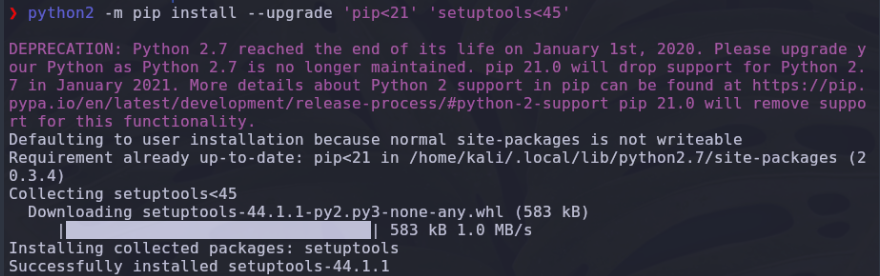 ❯ python2 -m pip install --upgrade 'pip<21' 'setuptools<45'
DEPRECATION: Python 2.7 reached the end of its life on January 1st, 2020. Please upgrade y
our Python as Python 2.7 is no longer maintained. pip 21.0 will drop support for Python 2.
7 in January 2021. More details about Python 2 support in pip can be found at https://pip.
pypa.io/en/latest/development/release-process/#python-2-support pip 21.0 will remove suppo
rt for this functionality.
Defaulting to user installation because normal site-packages is not writeable
Requirement already up-to-date: pip<21 in /home/kali/.local/lib/python2.7/site-packages (2
0.3.4)
Collecting setuptools<45
  Downloading setuptools-44.1.1-py2.py3-none-any.whl (583 kB)
     |████████████████████████████████| 583 kB 1.0 MB/s
Installing collected packages: setuptools
Successfully installed setuptools-44.1.1